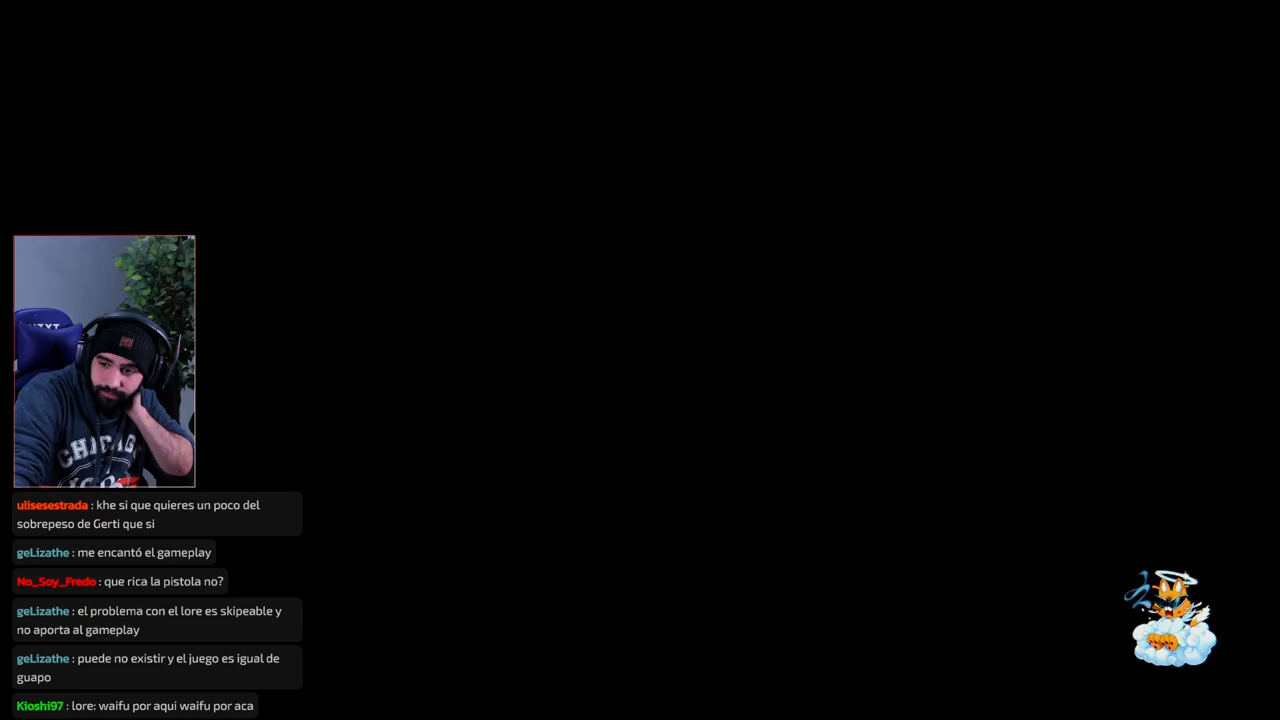 CHICAGO
ulisesestrada : khe si que quieres un poco del
sobrepeso de Gerti que si
geLizathe : me encantó el gameplay
No_Soy_Fredo : que rica la pistola no?
geLizathe : el problema con el lore es skipeable y
no aporta al gameplay
geLizathe : puede no existir y el juego es igual de
guapo
Kioshi97 : lore: waifu por aqui waifu por aca